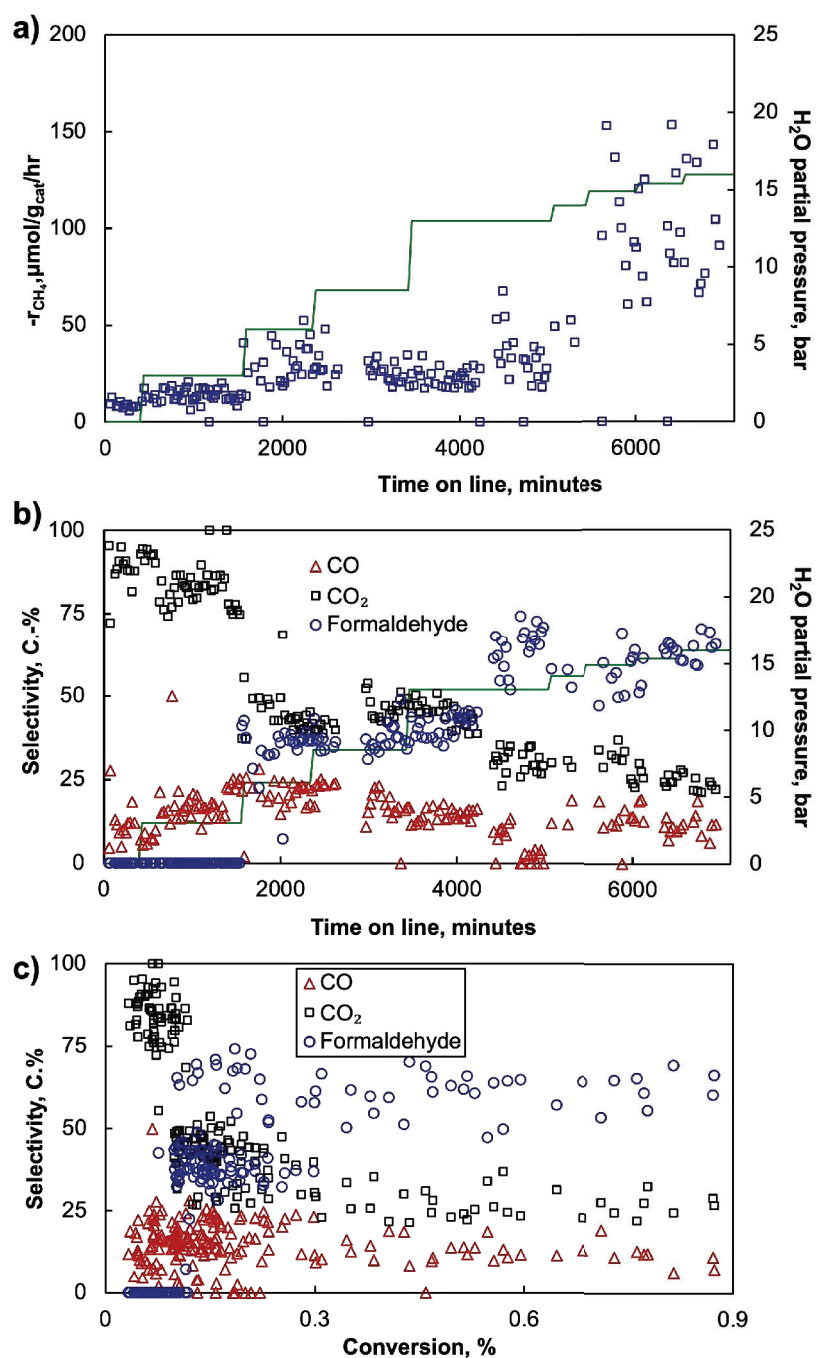 a)
200
150
100
50
0
-r_CH₄,µmol/g_cat/hr
25
20
15
10
5
0
H₂O partial pressure, bar
0 2000 4000 6000
Time on line, minutes
b)
100
75
50
25
0
Selectivity, C.-%
CO
CO₂
Formaldehyde
25
20
15
10
5
0
H₂O partial pressure, bar
0 2000 4000 6000
Time on line, minutes
c)
100
75
50
25
0
Selectivity, C.%
CO
CO₂
Formaldehyde
0 0.3 0.6 0.9
Conversion, %